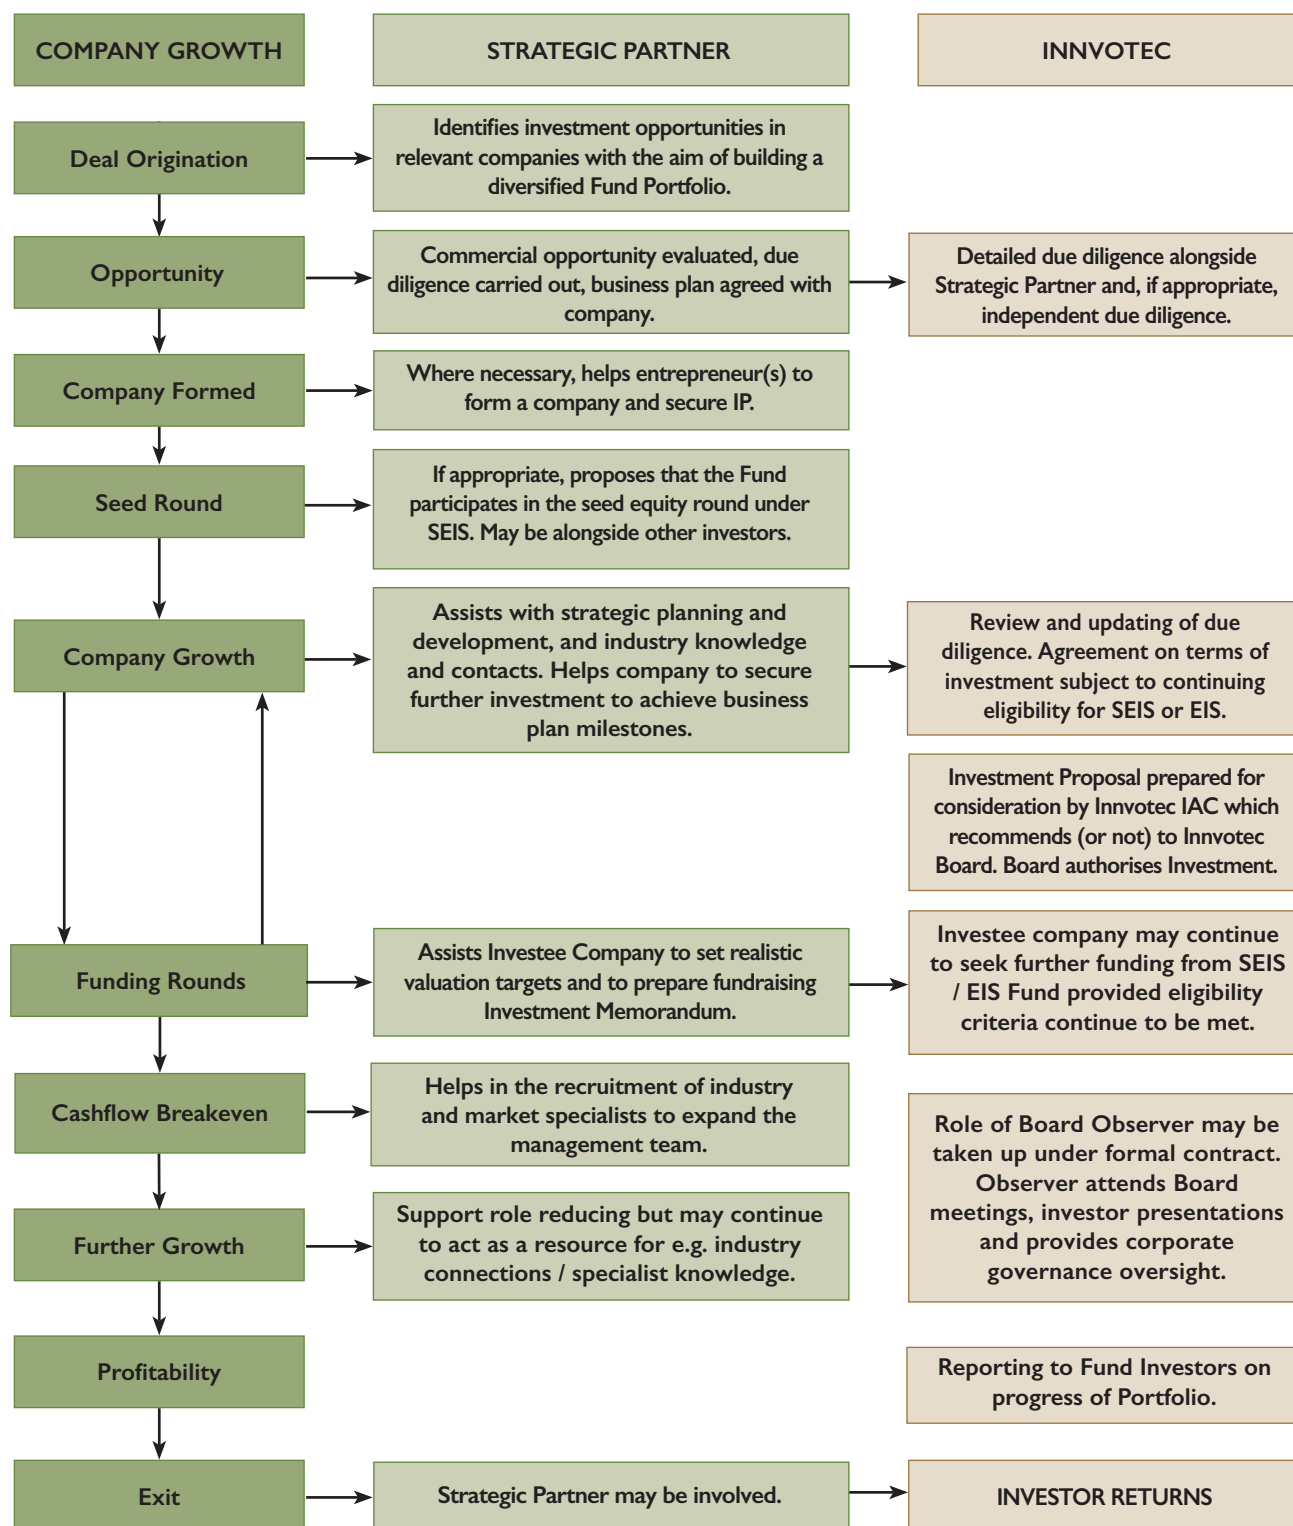 COMPANY GROWTH
STRATEGIC PARTNER
INNVOTEC
Deal Origination
Identifies investment opportunities in
relevant companies with the aim of building a
diversified Fund Portfolio.
Opportunity
Commercial opportunity evaluated, due
diligence carried out, business plan agreed with
company.
Detailed due diligence alongside
Strategic Partner and, if appropriate,
independent due diligence.
Company Formed
Where necessary, helps entrepreneur(s) to
form a company and secure IP.
Seed Round
If appropriate, proposes that the Fund
participates in the seed equity round under
SEIS. May be alongside other investors.
Company Growth
Assists with strategic planning and
development, and industry knowledge
and contacts. Helps company to secure
further investment to achieve business
plan milestones.
Review and updating of due
diligence. Agreement on terms of
investment subject to continuing
eligibility for SEIS or EIS.
Investment Proposal prepared for
consideration by Innvotec IAC which
recommends (or not) to Innvotec
Board. Board authorises Investment.
Funding Rounds
Assists Investee Company to set realistic
valuation targets and to prepare fundraising
Investment Memorandum.
Investee company may continue
to seek further funding from SEIS
/ EIS Fund provided eligibility
criteria continue to be met.
Cashflow Breakeven
Helps in the recruitment of industry
and market specialists to expand the
management team.
Role of Board Observer may be
taken up under formal contract.
Observer attends Board
meetings, investor presentations
and provides corporate
governance oversight.
Further Growth
Support role reducing but may continue
to act as a resource for e.g. industry
connections / specialist knowledge.
Profitability
Reporting to Fund Investors on
progress of Portfolio.
Exit
Strategic Partner may be involved.
INVESTOR RETURNS